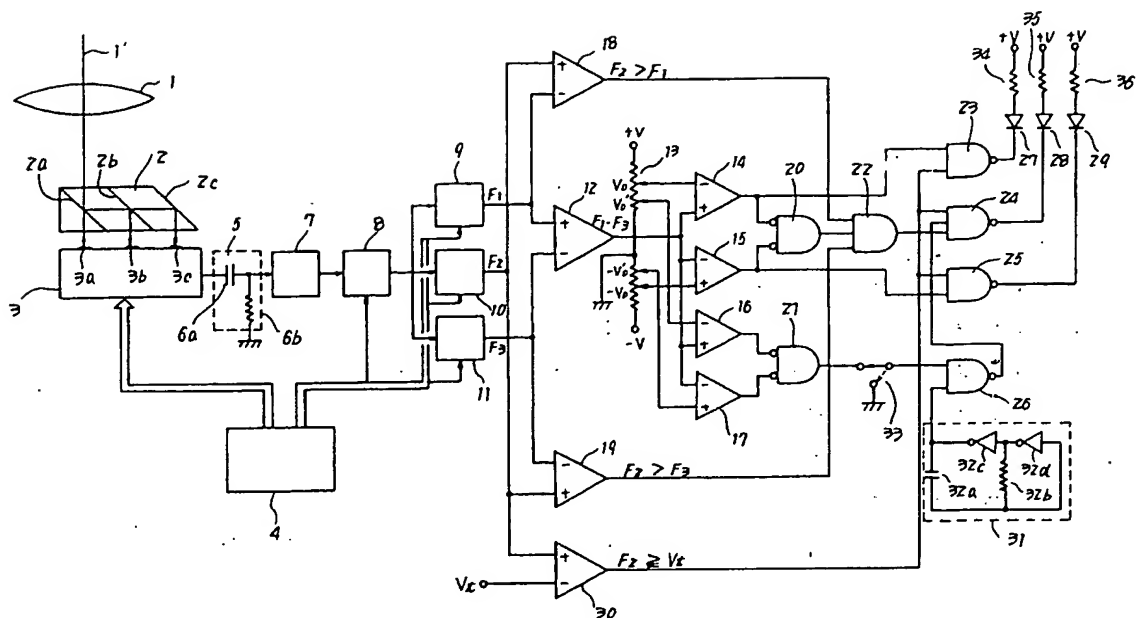 1'
1
2a
2b
2
2c
3a
3b
3c
3
5
6a
6b
7
8
4
9
10
11
F1
F2
F3
18
F2 > F1
12
F1-F3
+V
13
V0
V0'
-V0'
-V0
-V
14
15
16
17
19
F2 > F3
Vt
30
F2 ≧ Vt
20
21
22
33
23
24
25
26
34
35
36
+V
+V
+V
27
28
29
32c
32d
32a
32b
31